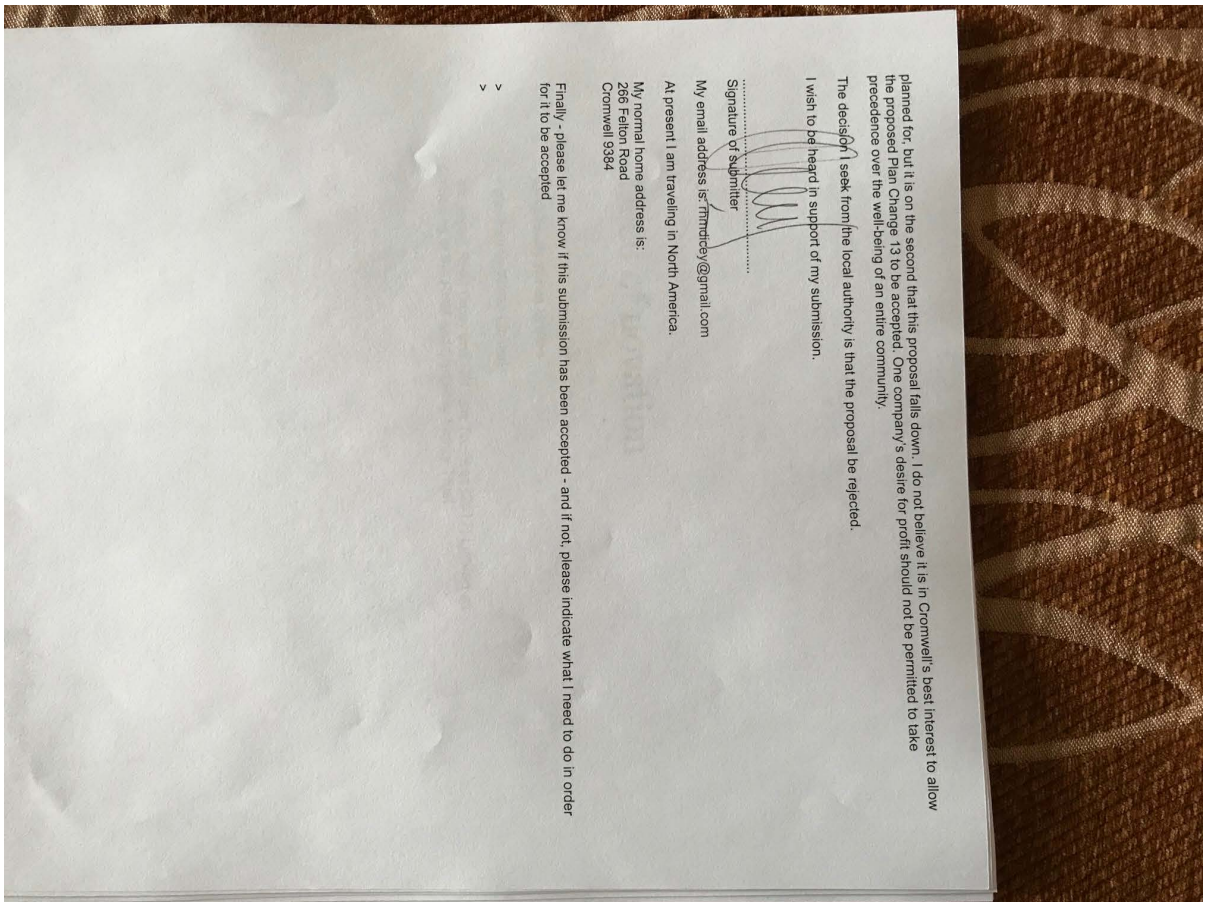 planned for, but it is on the second that this proposal falls down. I do not believe it is in Cromwell's best interest to allow
the proposed Plan Change 13 to be accepted. One company's desire for profit should not be permitted to take
precedence over the well-being of an entire community.
The decision I seek from the local authority is that the proposal be rejected.
I wish to be heard in support of my submission.
..............................................
Signature of submitter
My email address is: rmmdicey@gmail.com
At present I am traveling in North America.
My normal home address is:
266 Felton Road
Cromwell 9384
Finally - please let me know if this submission has been accepted - and if not, please indicate what I need to do in order
for it to be accepted
>
>